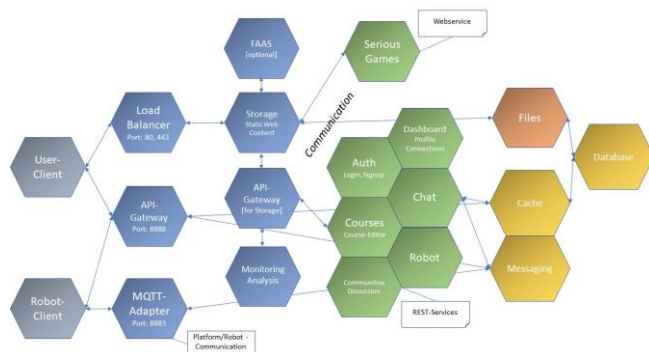 Webservice
FAAS
[optional]
Serious
Games
Load
Balancer
Port: 80, 443
Storage
Static Web
Content
Communication
Dashboard
Profile
Connections
Files
User-
Client
Auth
Login, Signup
Database
API-
Gateway
Port: 8888
API-
Gateway
[for Storage]
Chat
Cache
Courses
Course-Editor
Monitoring
Analysis
Robot
Messaging
Robot-
Client
MQTT-
Adapter
Port: 8883
Communities
Discussion
REST-Services
Platform/Robot -
Communication